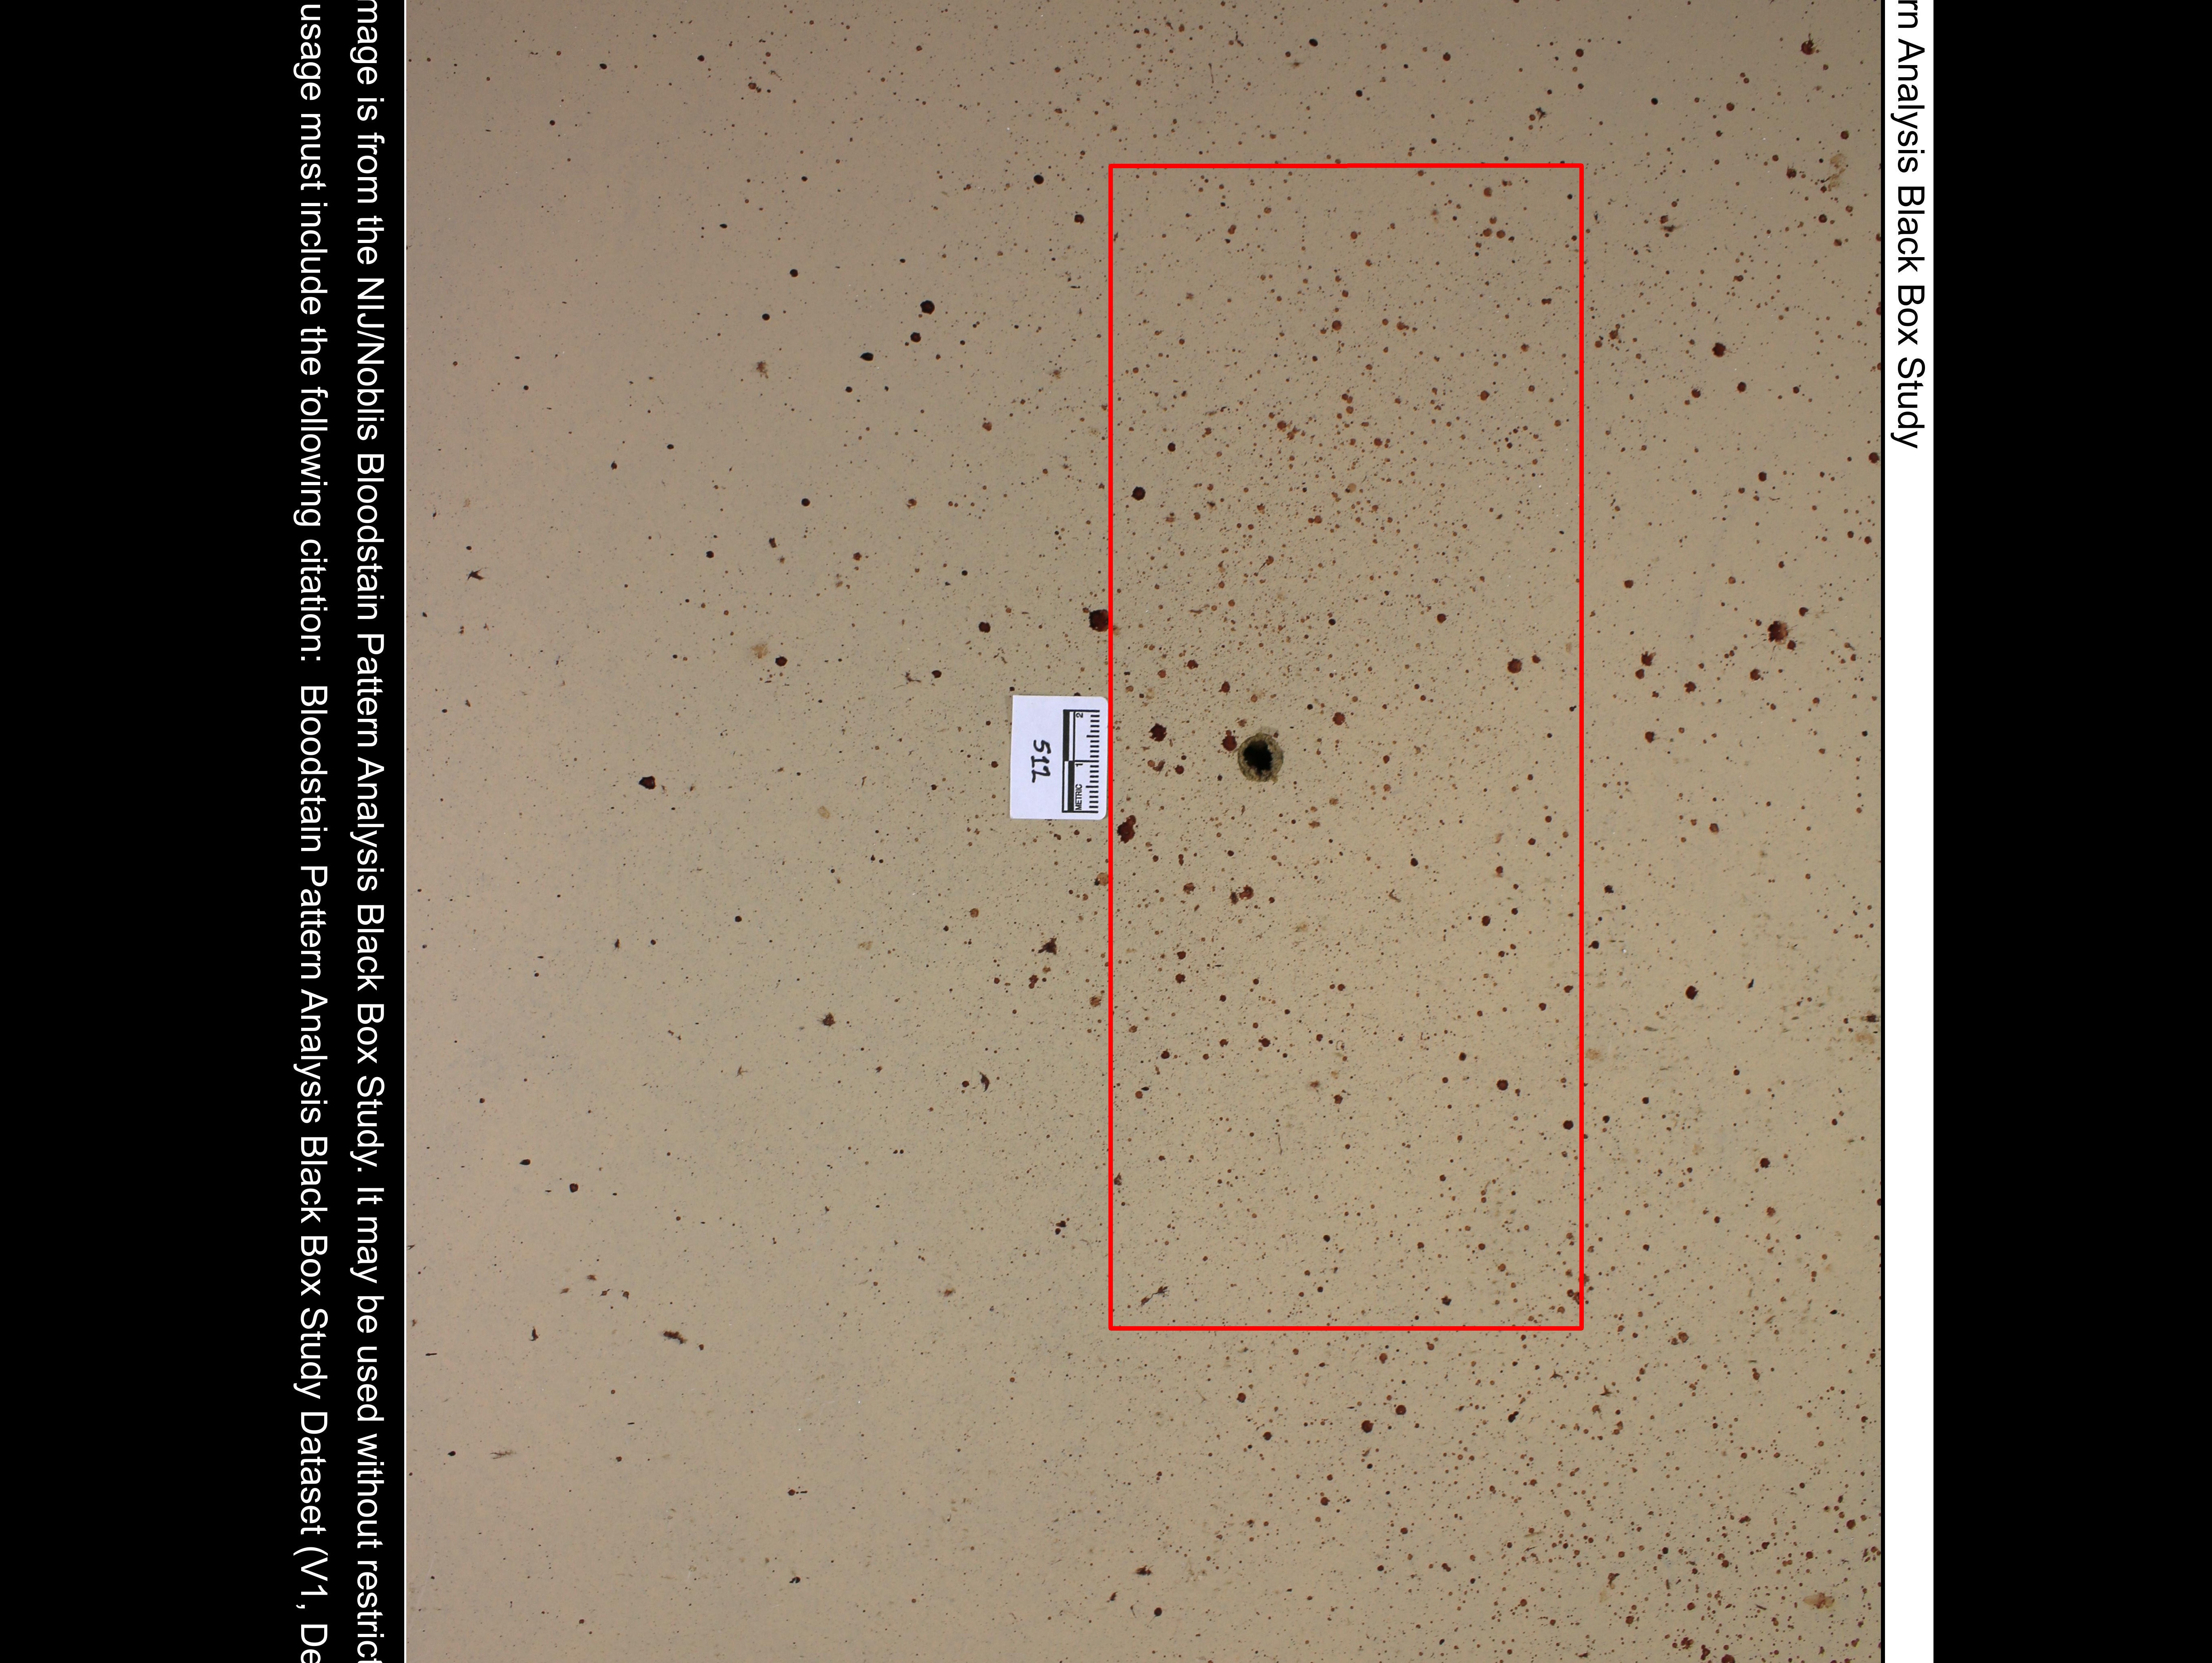 rn Analysis Black Box Study
2
1
METRIC
512
mage is from the NIJ/Noblis Bloodstain Pattern Analysis Black Box Study. It may be used without restrict
usage must include the following citation: Bloodstain Pattern Analysis Black Box Study Dataset (V1, De